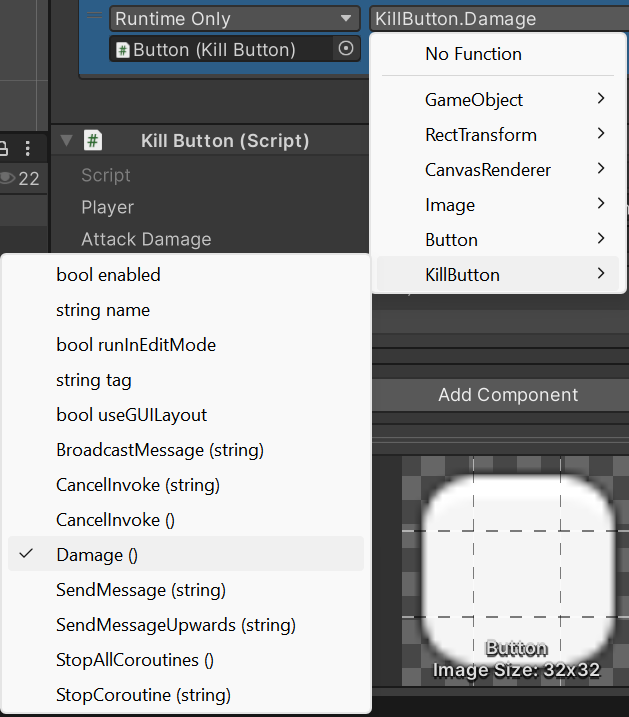 Runtime Only
KillButton.Damage
Button (Kill Button)
No Function
GameObject
RectTransform
CanvasRenderer
Image
Button
KillButton
# Kill Button (Script)
22
Script
Player
Attack Damage
bool enabled
string name
bool runInEditMode
string tag
bool useGUILayout
BroadcastMessage (string)
CancelInvoke (string)
CancelInvoke ()
Damage ()
SendMessage (string)
SendMessageUpwards (string)
StopAllCoroutines ()
StopCoroutine (string)
Add Component
Button
Image Size: 32x32